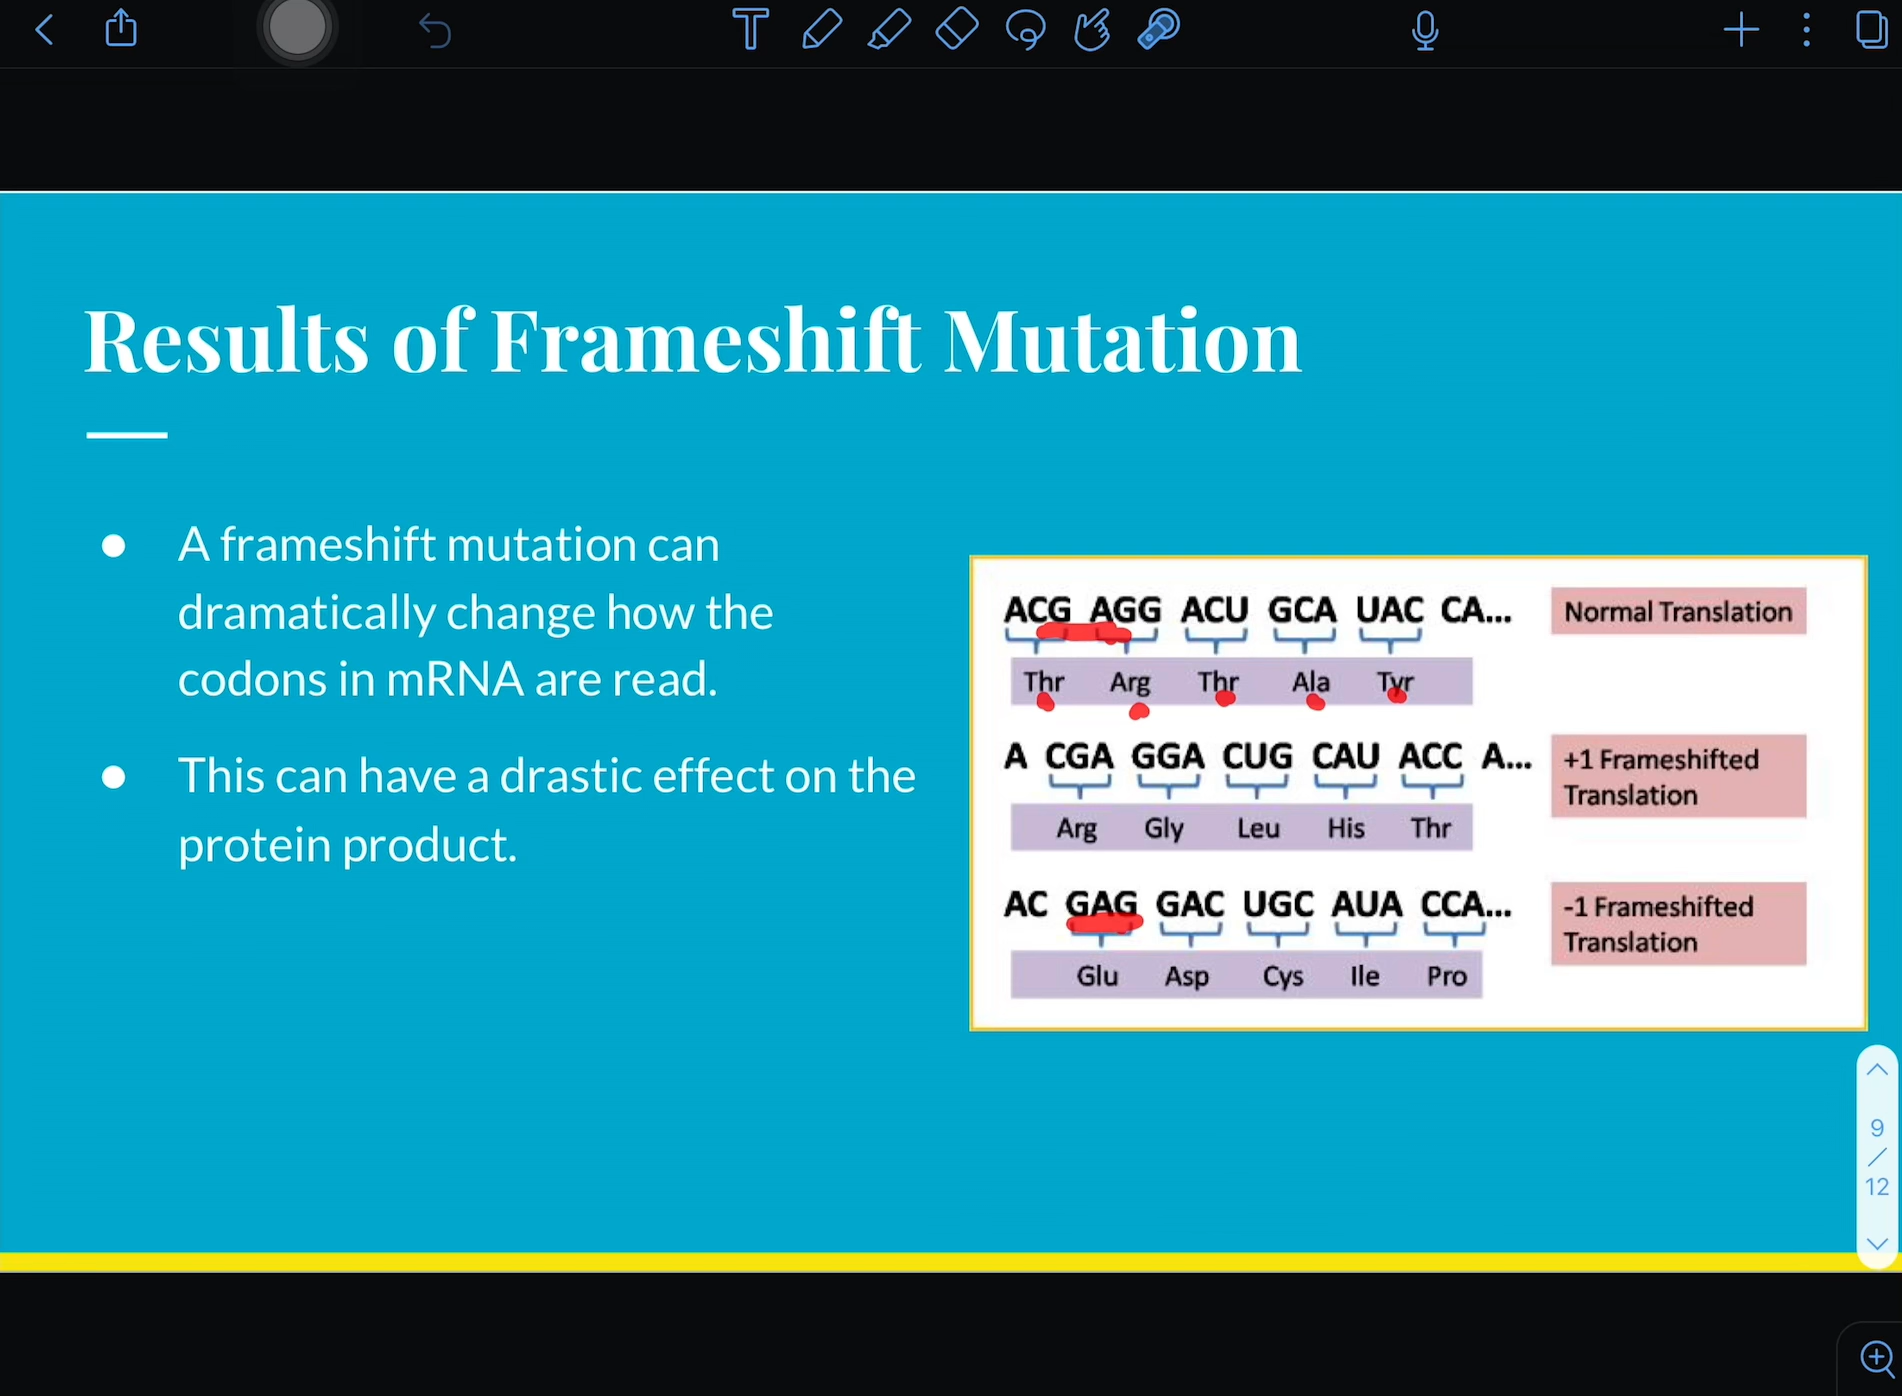 Results of Frameshift Mutation
● A frameshift mutation can
dramatically change how the
codons in mRNA are read.
● This can have a drastic effect on the
protein product.
ACG AGG ACU GCA UAC CA... Normal Translation
Thr Arg Thr Ala Tyr
A CGA GGA CUG CAU ACC A... +1 Frameshifted
Translation
Arg Gly Leu His Thr
AC GAG GAC UGC AUA CCA... -1 Frameshifted
Translation
Glu Asp Cys Ile Pro
9
/
12